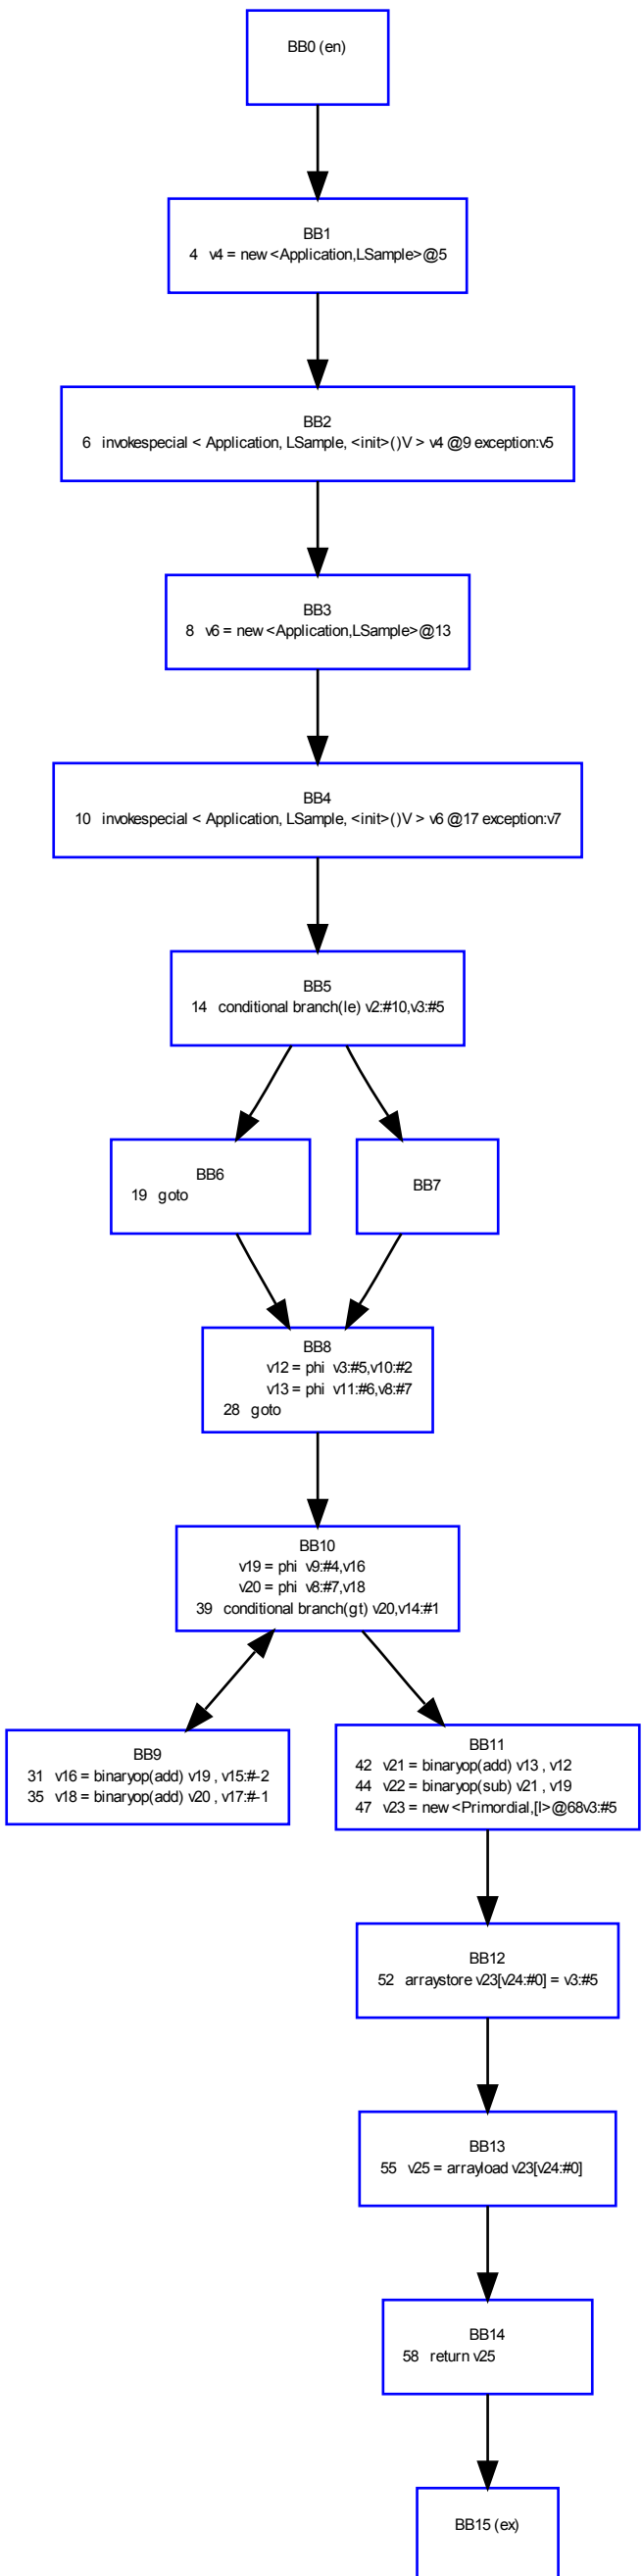 BB0 (en)
BB1
4 v4 = new <Application,LSample>@5
BB2
6 invokespecial < Application, LSample, <init>()V > v4 @9 exception:v5
BB3
8 v6 = new <Application,LSample>@13
BB4
10 invokespecial < Application, LSample, <init>()V > v6 @17 exception:v7
BB5
14 conditional branch(le) v2:#10,v3:#5
BB6
19 goto
BB7
BB8
v12 = phi v3:#5,v10:#2
v13 = phi v11:#6,v8:#7
28 goto
BB10
v19 = phi v9:#4,v16
v20 = phi v8:#7,v18
39 conditional branch(gt) v20,v14:#1
BB9
31 v16 = binaryop(add) v19 , v15:#-2
35 v18 = binaryop(add) v20 , v17:#-1
BB11
42 v21 = binaryop(add) v13 , v12
44 v22 = binaryop(sub) v21 , v19
47 v23 = new <Primordial,[I>@68v3:#5
BB12
52 arraystore v23[v24:#0] = v3:#5
BB13
55 v25 = arrayload v23[v24:#0]
BB14
58 return v25
BB15 (ex)